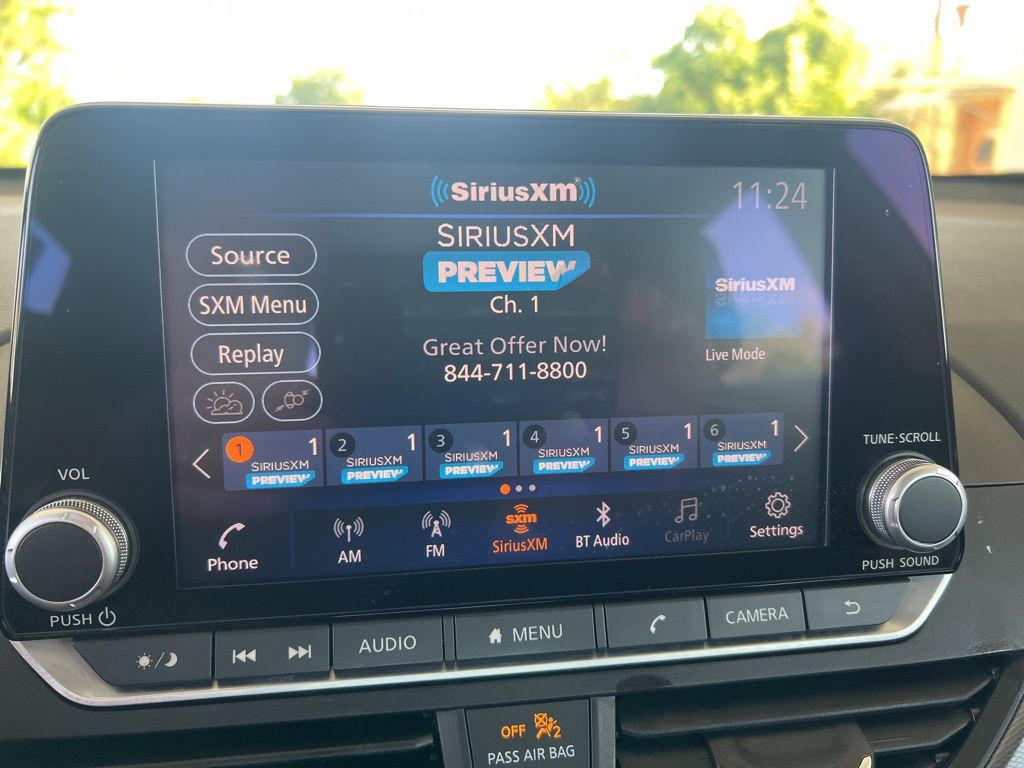 SiriusXM®
11:24
Source
SIRIUSXM
PREVIEW
SiriusXM
SXM Menu
Ch. 1
Replay
Great Offer Now!
844-711-8800
Live Mode
1 1
SIRIUSXM
PREVIEW
2 1
SIRIUSXM
PREVIEW
3 1
SIRIUSXM
PREVIEW
4 1
SIRIUSXM
PREVIEW
5 1
SIRIUSXM
PREVIEW
6 1
SIRIUSXM
PREVIEW
VOL
TUNE·SCROLL
Phone
AM
FM
sxm
SiriusXM
BT Audio
CarPlay
Settings
PUSH
PUSH SOUND
AUDIO
MENU
CAMERA
OFF 2
PASS AIR BAG